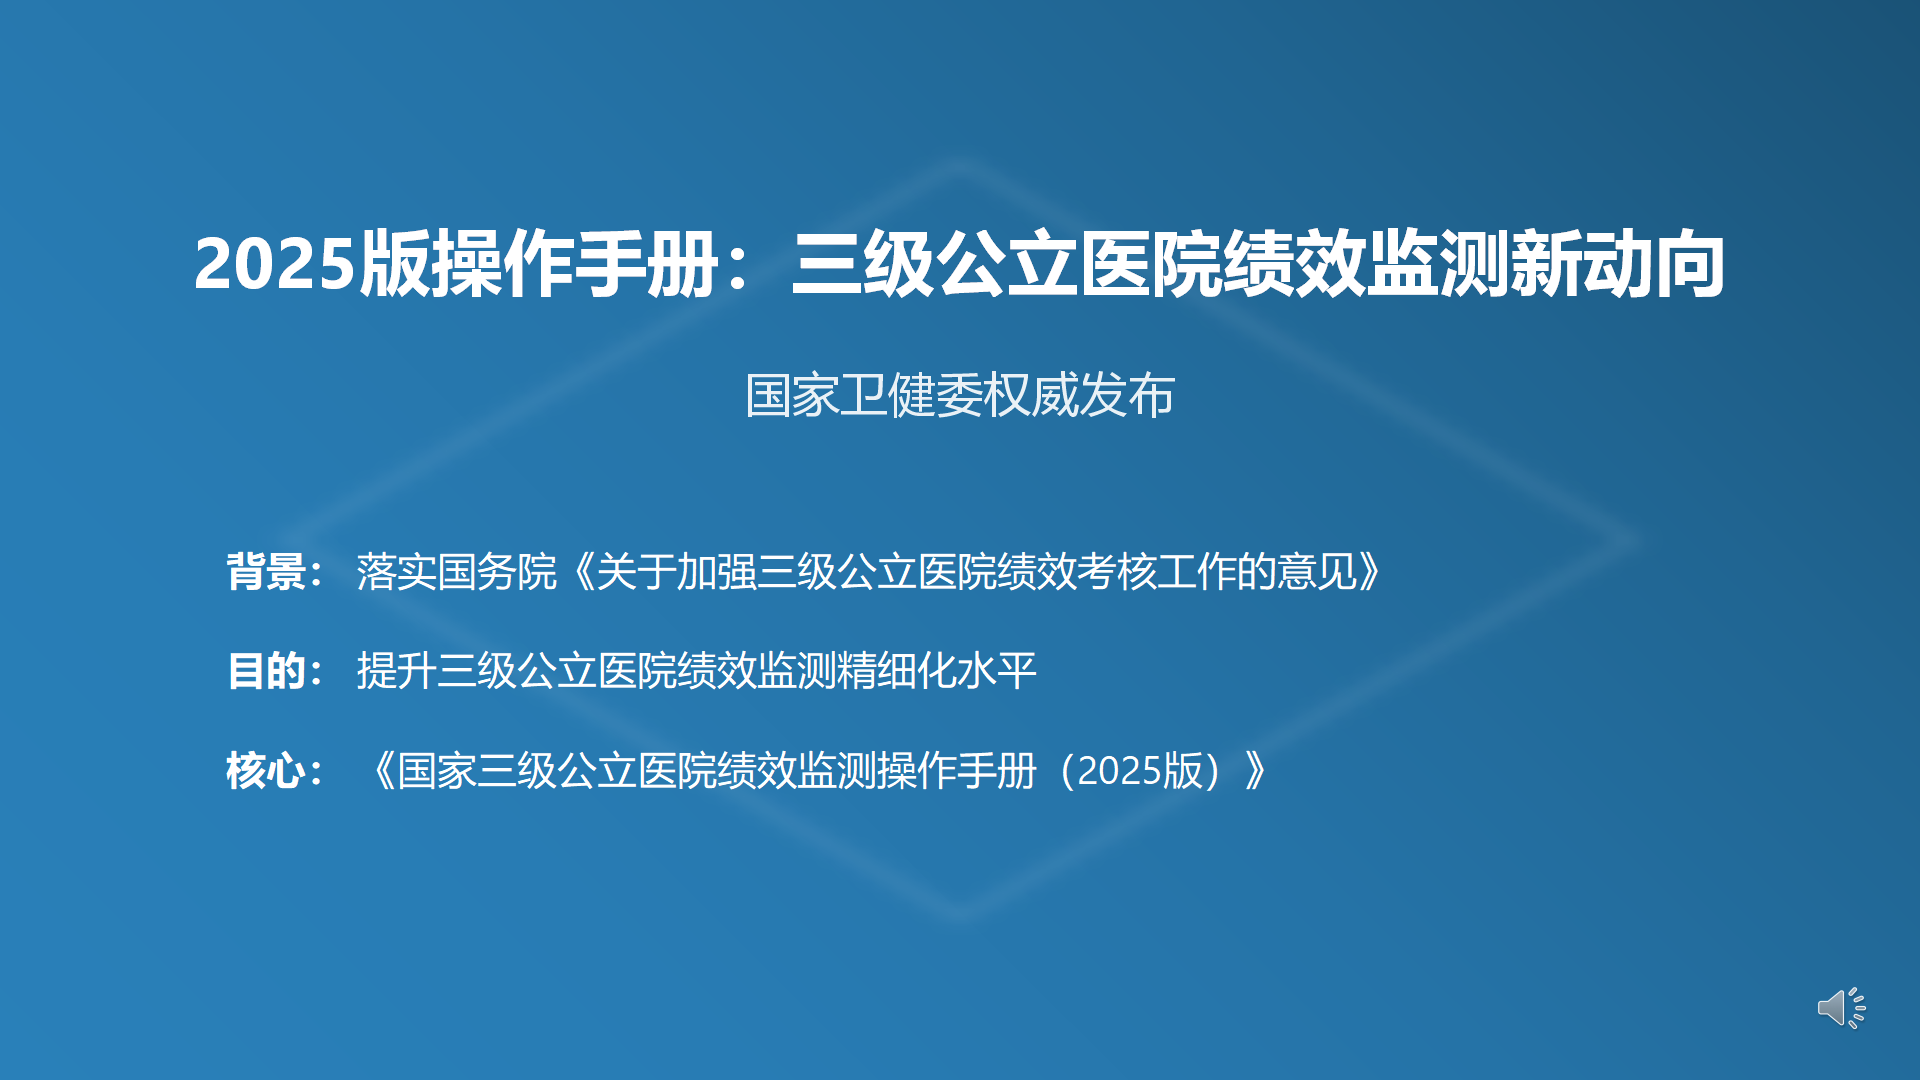 2025版操作手册：三级公立医院绩效监测新动向
国家卫健委权威发布
背景： 落实国务院《关于加强三级公立医院绩效考核工作的意见》
目的： 提升三级公立医院绩效监测精细化水平
核心： 《国家三级公立医院绩效监测操作手册（2025版）》